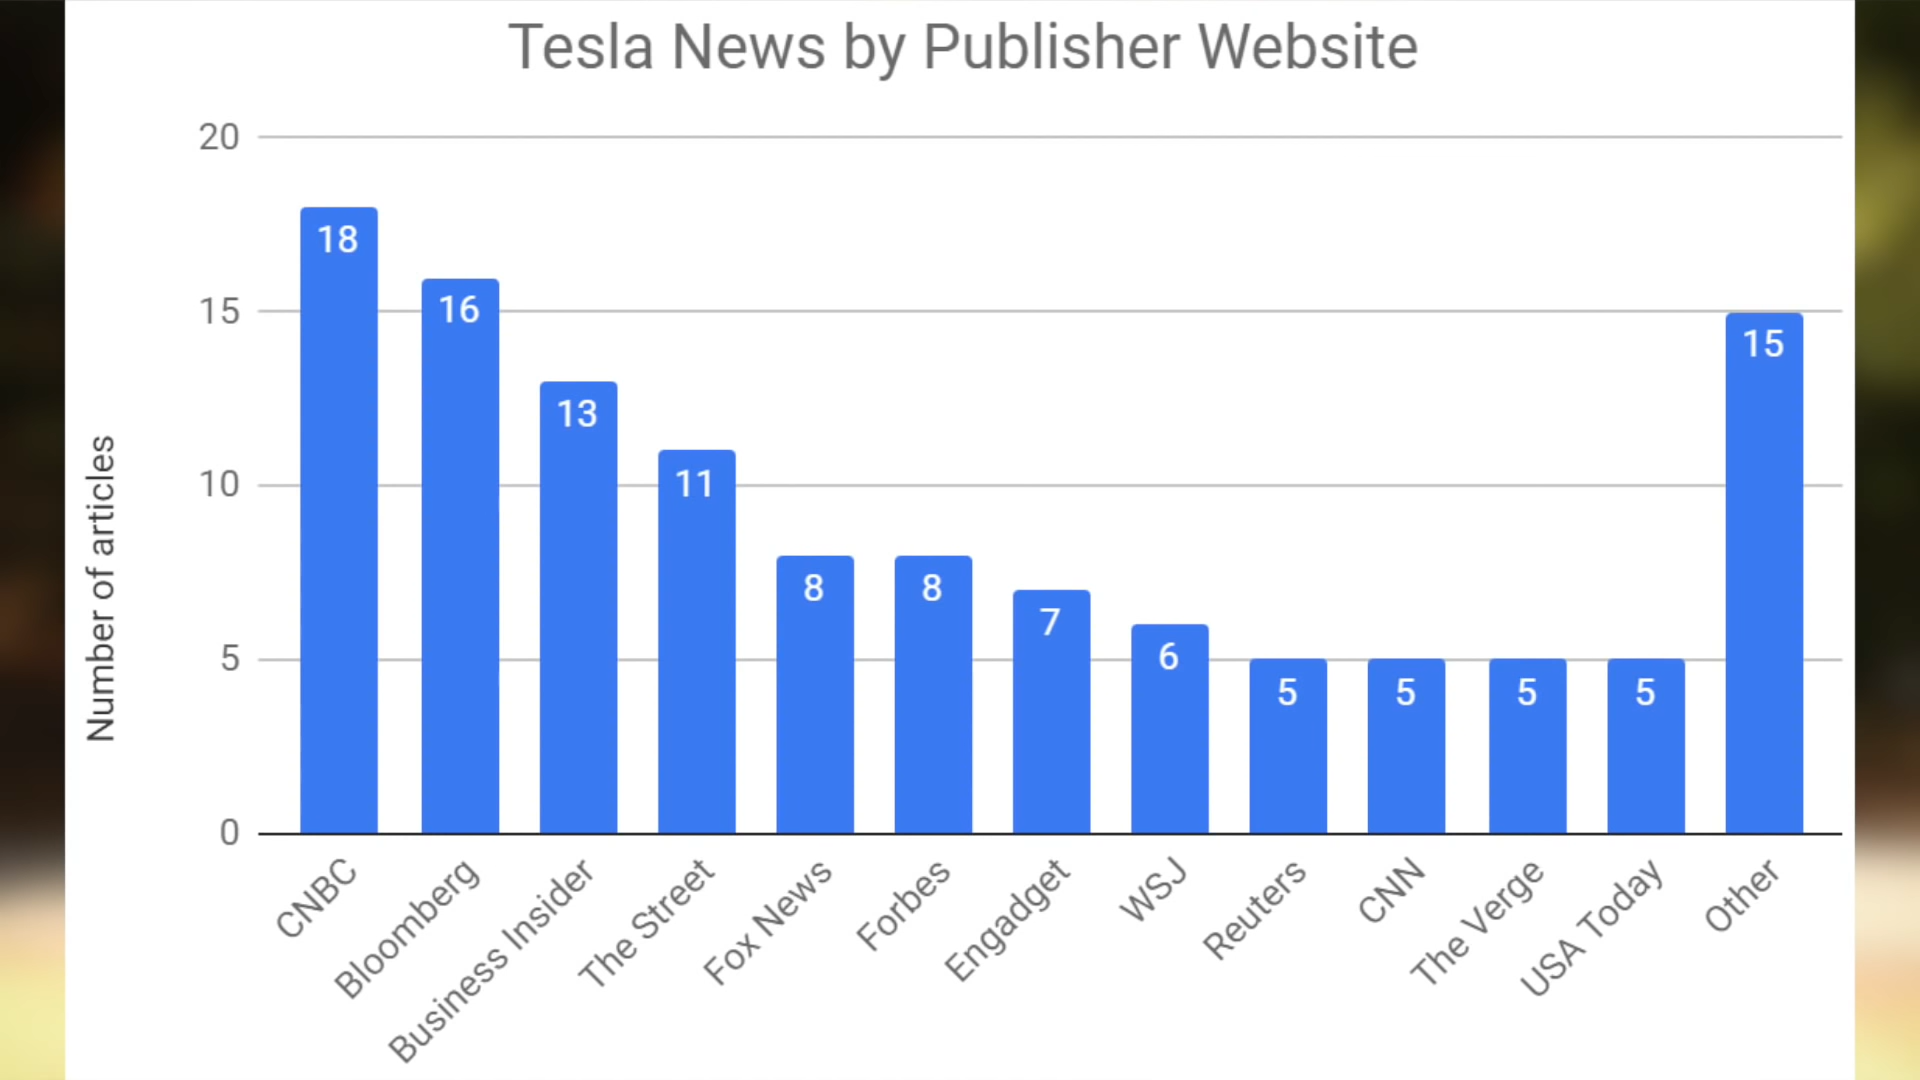 Tesla News by Publisher Website
Number of articles
20
15
10
5
0
18
16
13
11
8
8
7
6
5
5
5
5
15
CNBC
Bloomberg
Business Insider
The Street
Fox News
Forbes
Engadget
WSJ
Reuters
CNN
The Verge
USA Today
Other